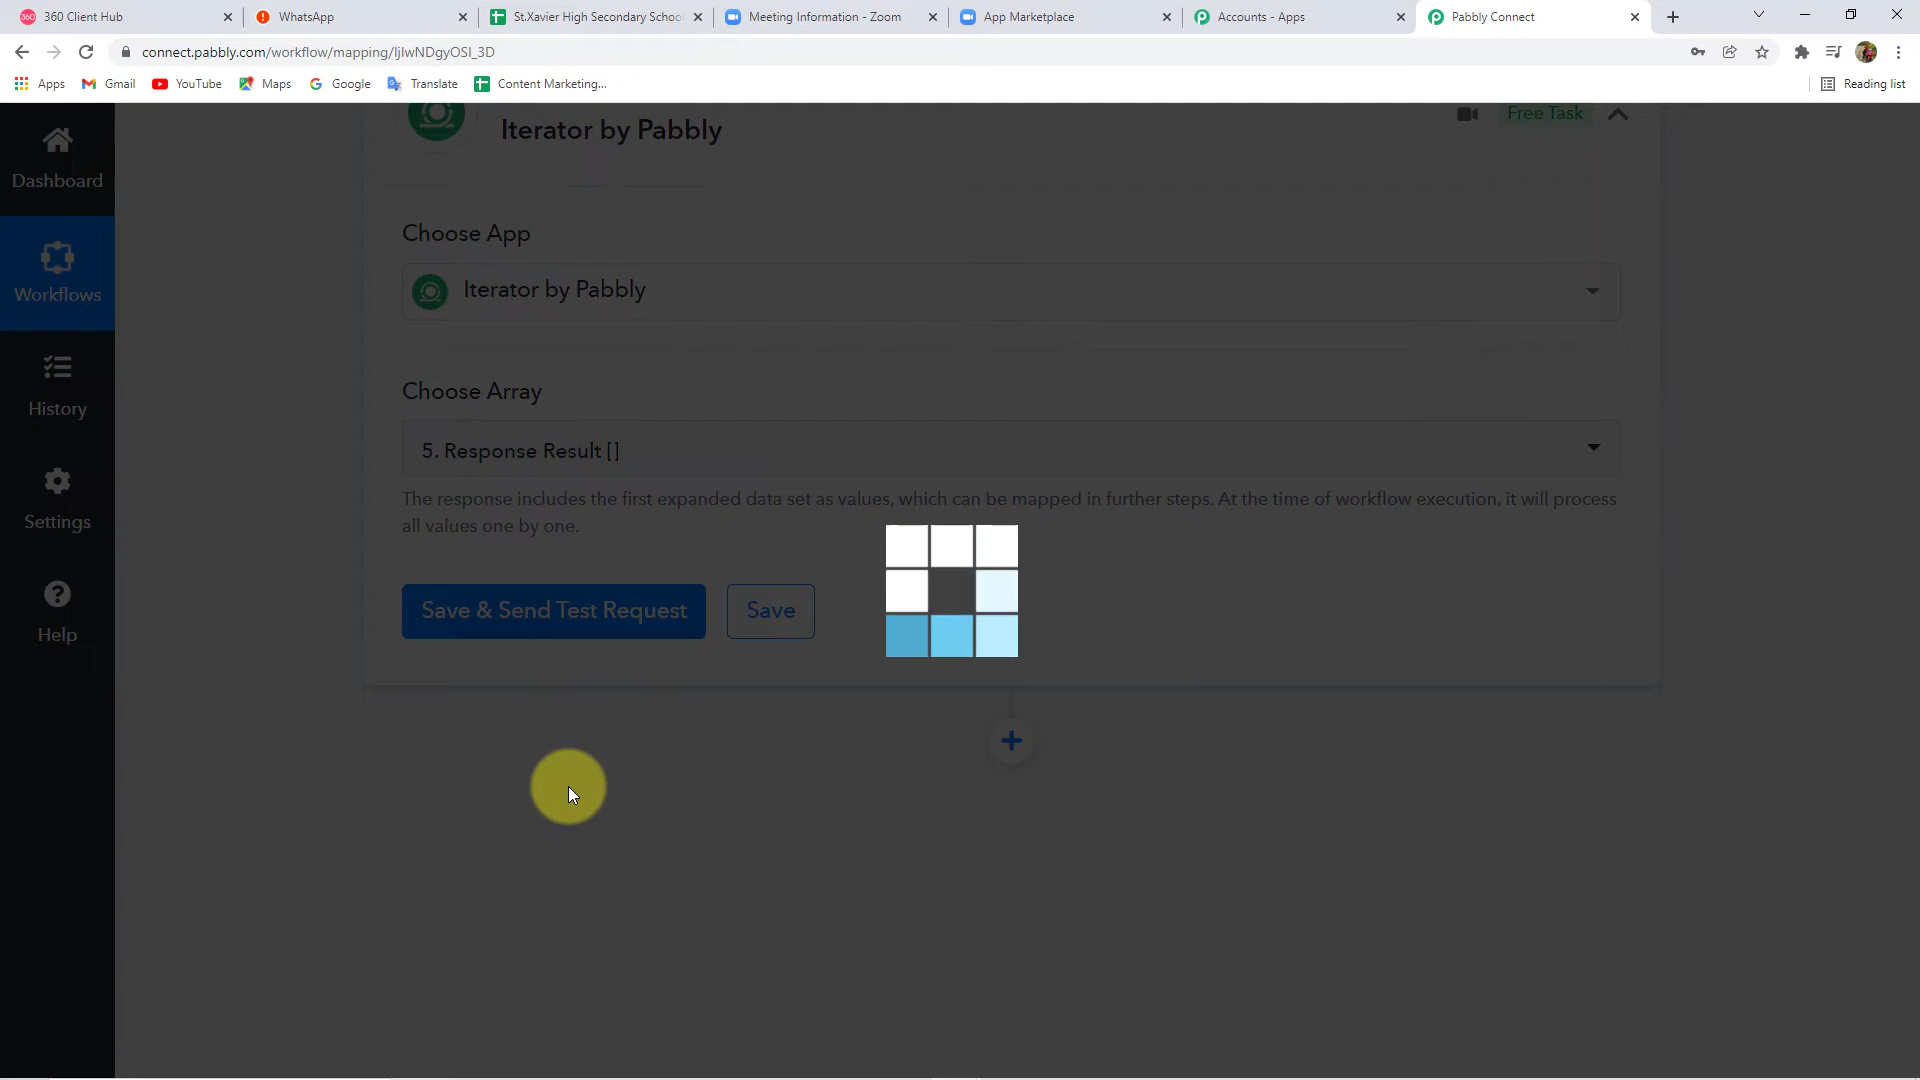 360 Client Hub
WhatsApp
St.Xavier High Secondary School
Meeting Information - Zoom
App Marketplace
Accounts - Apps
Pabbly Connect
connect.pabbly.com/workflow/mapping/IjIwNDgyOSI_3D
Apps
Gmail
YouTube
Maps
Google
Translate
Content Marketing...
Reading list
Dashboard
Workflows
History
Settings
Help
Iterator by Pabbly
Free Task
Choose App
Iterator by Pabbly
Choose Array
5. Response Result []
The response includes the first expanded data set as values, which can be mapped in further steps. At the time of workflow execution, it will process
all values one by one.
Save & Send Test Request
Save